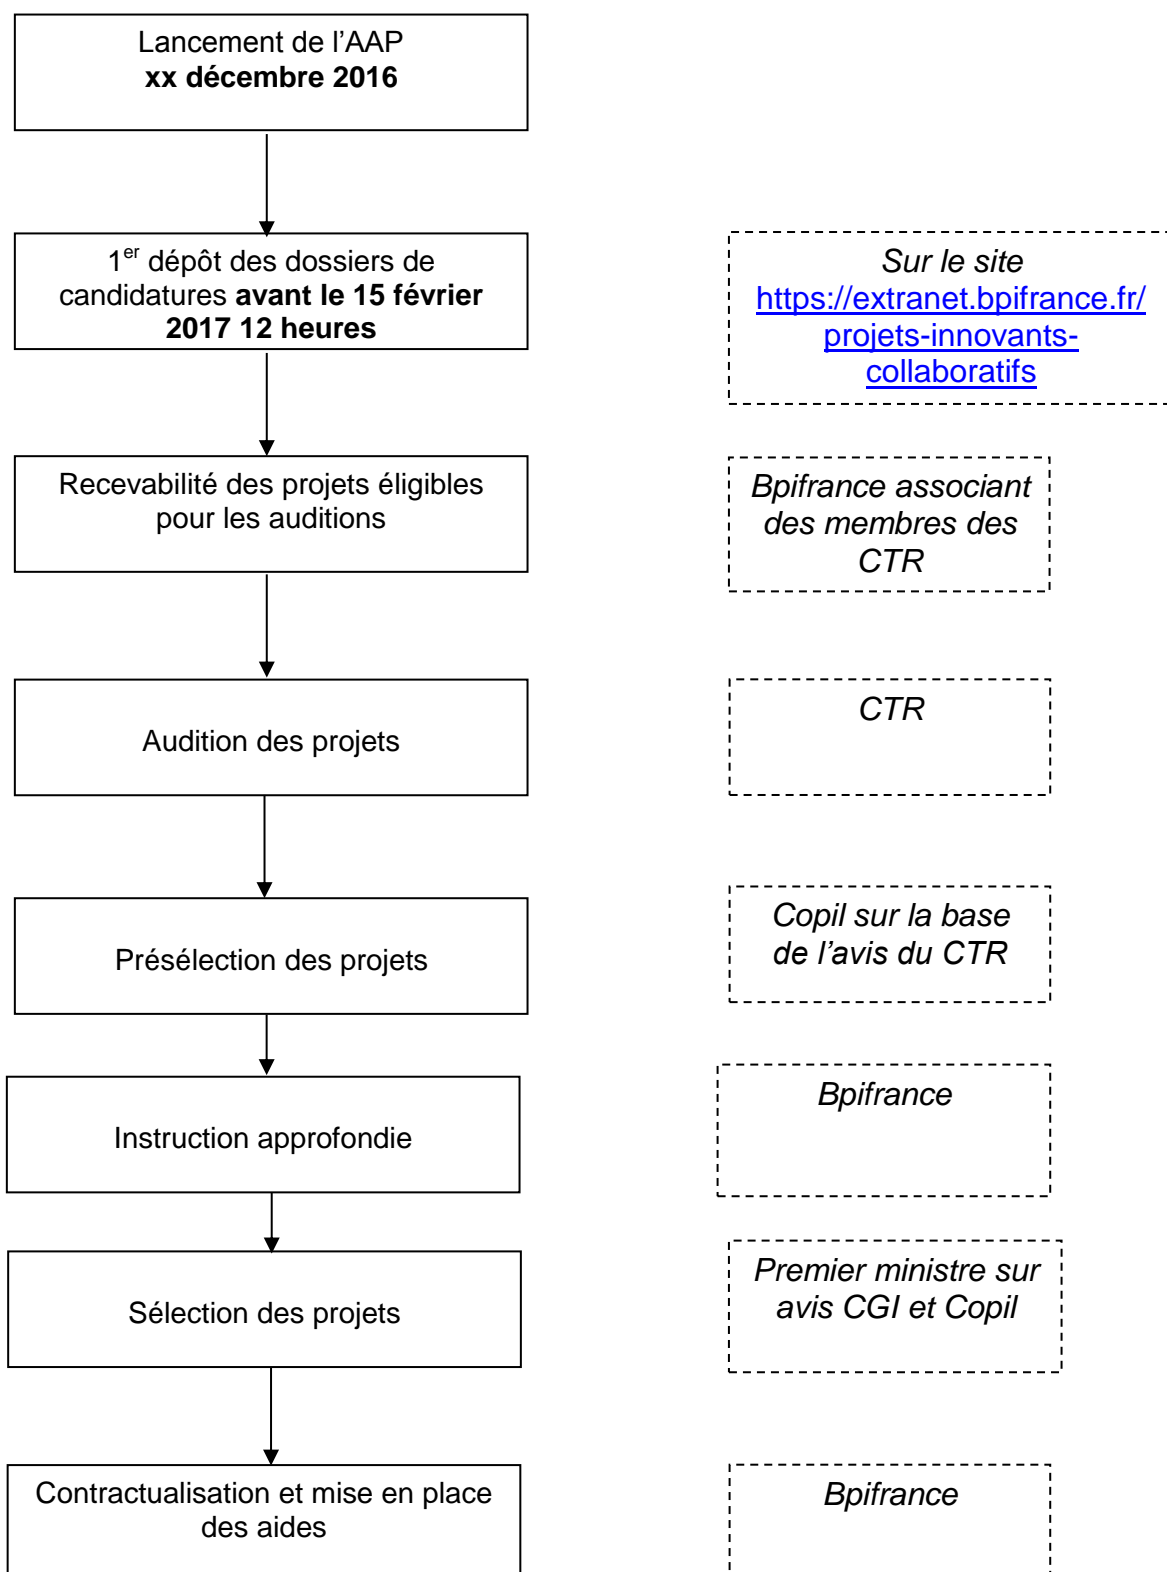 Lancement de l’AAP
xx décembre 2016
1er dépôt des dossiers de
candidatures avant le 15 février
2017 12 heures
Sur le site
https://extranet.bpifrance.fr/
projets-innovants-
collaboratifs
Recevabilité des projets éligibles
pour les auditions
Bpifrance associant
des membres des
CTR
Audition des projets
CTR
Présélection des projets
Copil sur la base
de l’avis du CTR
Instruction approfondie
Bpifrance
Sélection des projets
Premier ministre sur
avis CGI et Copil
Contractualisation et mise en place
des aides
Bpifrance